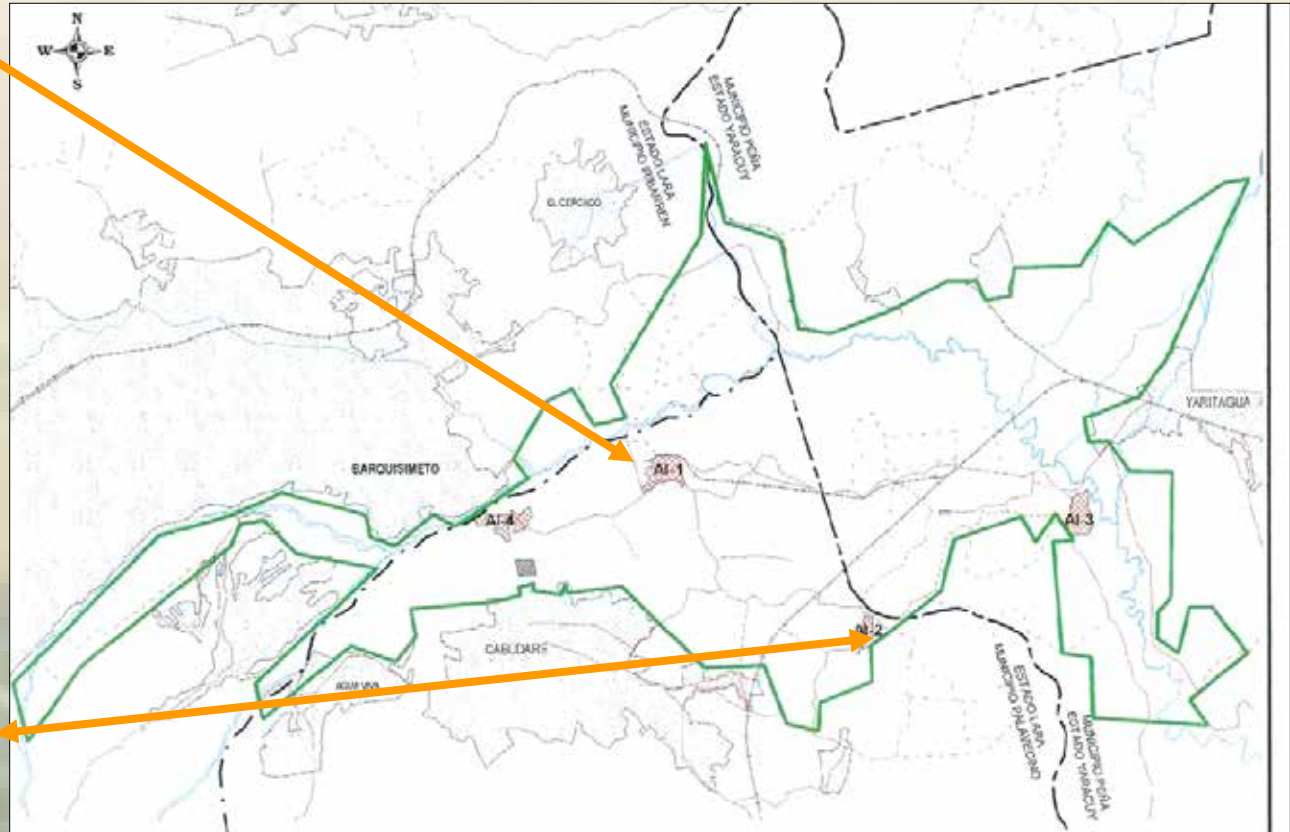 N
W E
S
MUNICIPIO PEÑA
ESTADO YARACUY
ESTADO LARA
MUNICIPIO IRIBARREN
EL CERCADO
YARITAGUA
BARQUISIMETO
AI-1
AI-4
AI-3
AI-2
CABUDARE
AGUA VIVA
ESTADO LARA
MUNICIPIO PALAVECINO
MUNICIPIO PEÑA
ESTADO YARACUY